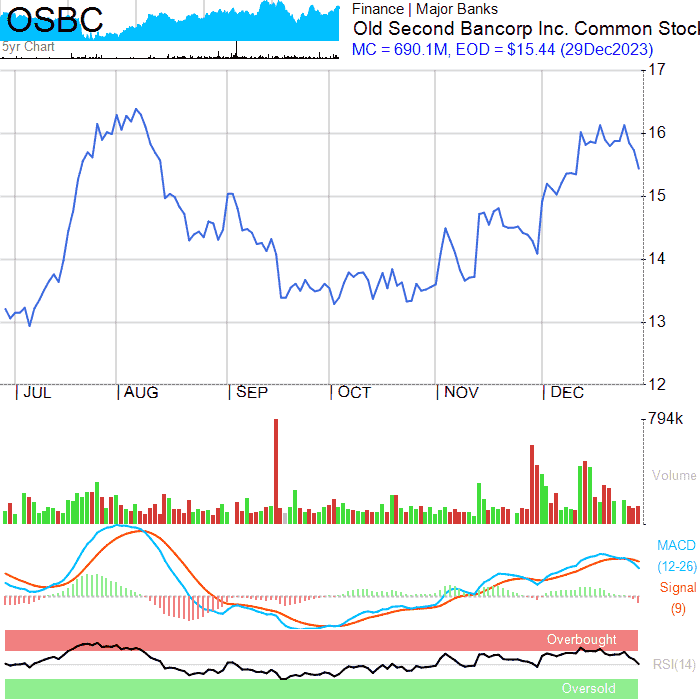 OSBC
5yr Chart
Finance | Major Banks
Old Second Bancorp Inc. Common Stoc
MC = 690.1M, EOD = $15.44 (29Dec2023)
17
16
15
14
13
12
JUL
AUG
SEP
OCT
NOV
DEC
794k
Volume
MACD
(12-26)
Signal
(9)
Overbought
RSI(14)
Oversold